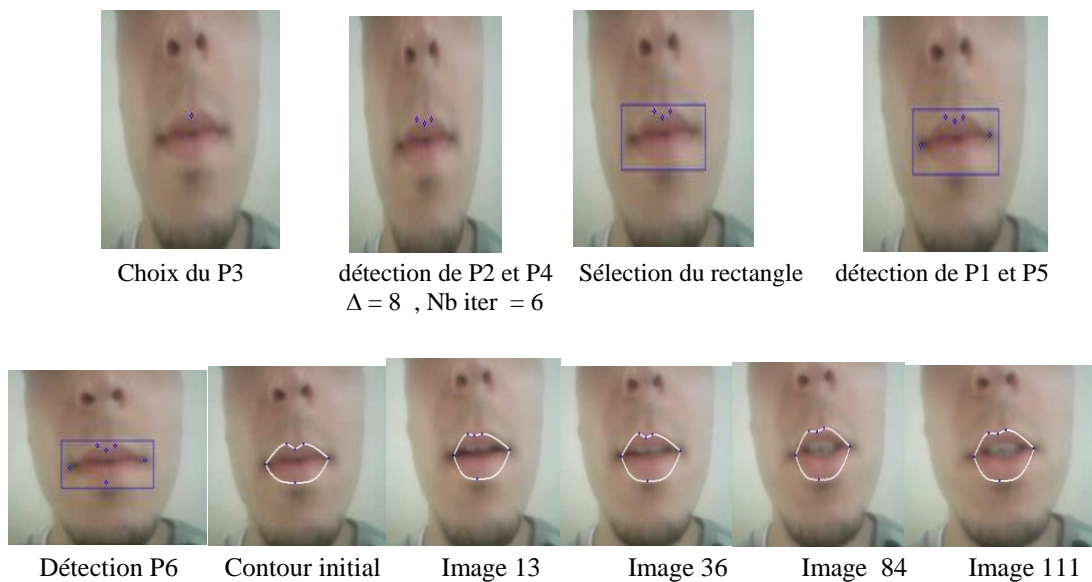 Choix du P3
détection de P2 et P4
Δ = 8 , Nb iter = 6
Sélection du rectangle
détection de P1 et P5
Détection P6
Contour initial
Image 13
Image 36
Image 84
Image 111